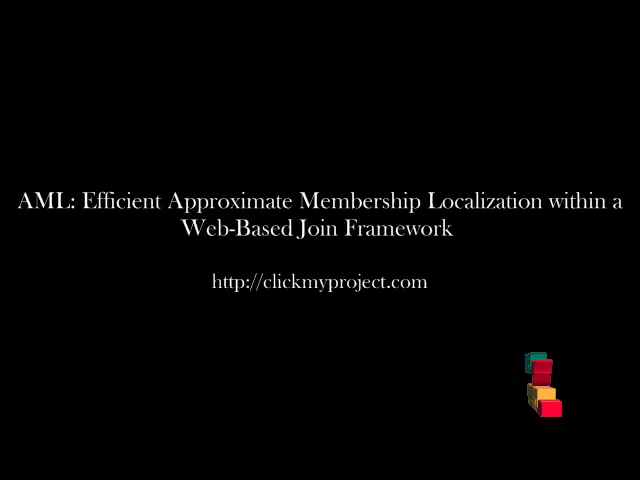 AML: Efficient Approximate Membership Localization within a
Web-Based Join Framework
http://clickmyproject.com